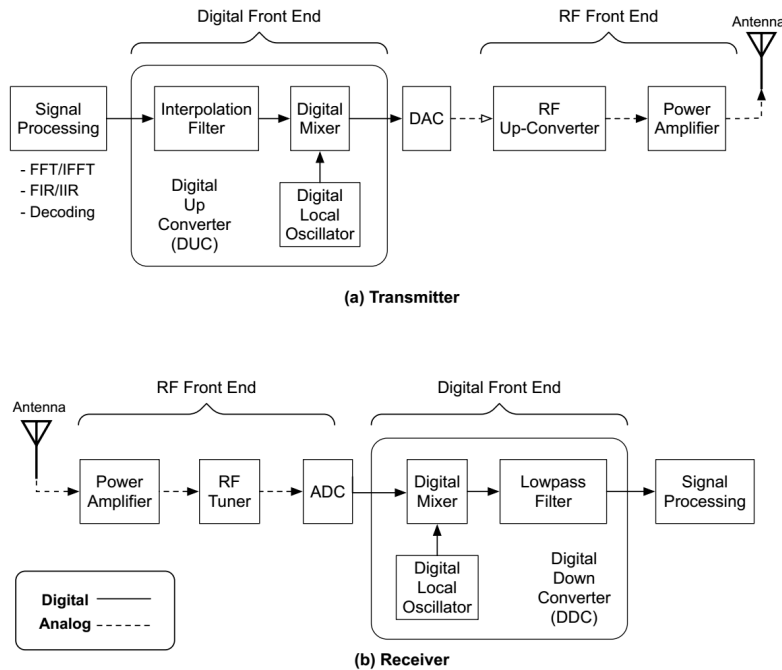 Digital Front End
RF Front End
Antenna
Signal
Processing
Interpolation
Filter
Digital
Mixer
DAC
RF
Up-Converter
Power
Amplifier
- FFT/IFFT
- FIR/IIR
- Decoding
Digital
Up
Converter
(DUC)
Digital
Local
Oscillator
(a) Transmitter
RF Front End
Digital Front End
Antenna
Power
Amplifier
RF
Tuner
ADC
Digital
Mixer
Lowpass
Filter
Signal
Processing
Digital
Local
Oscillator
Digital
Down
Converter
(DDC)
Digital
Analog
(b) Receiver